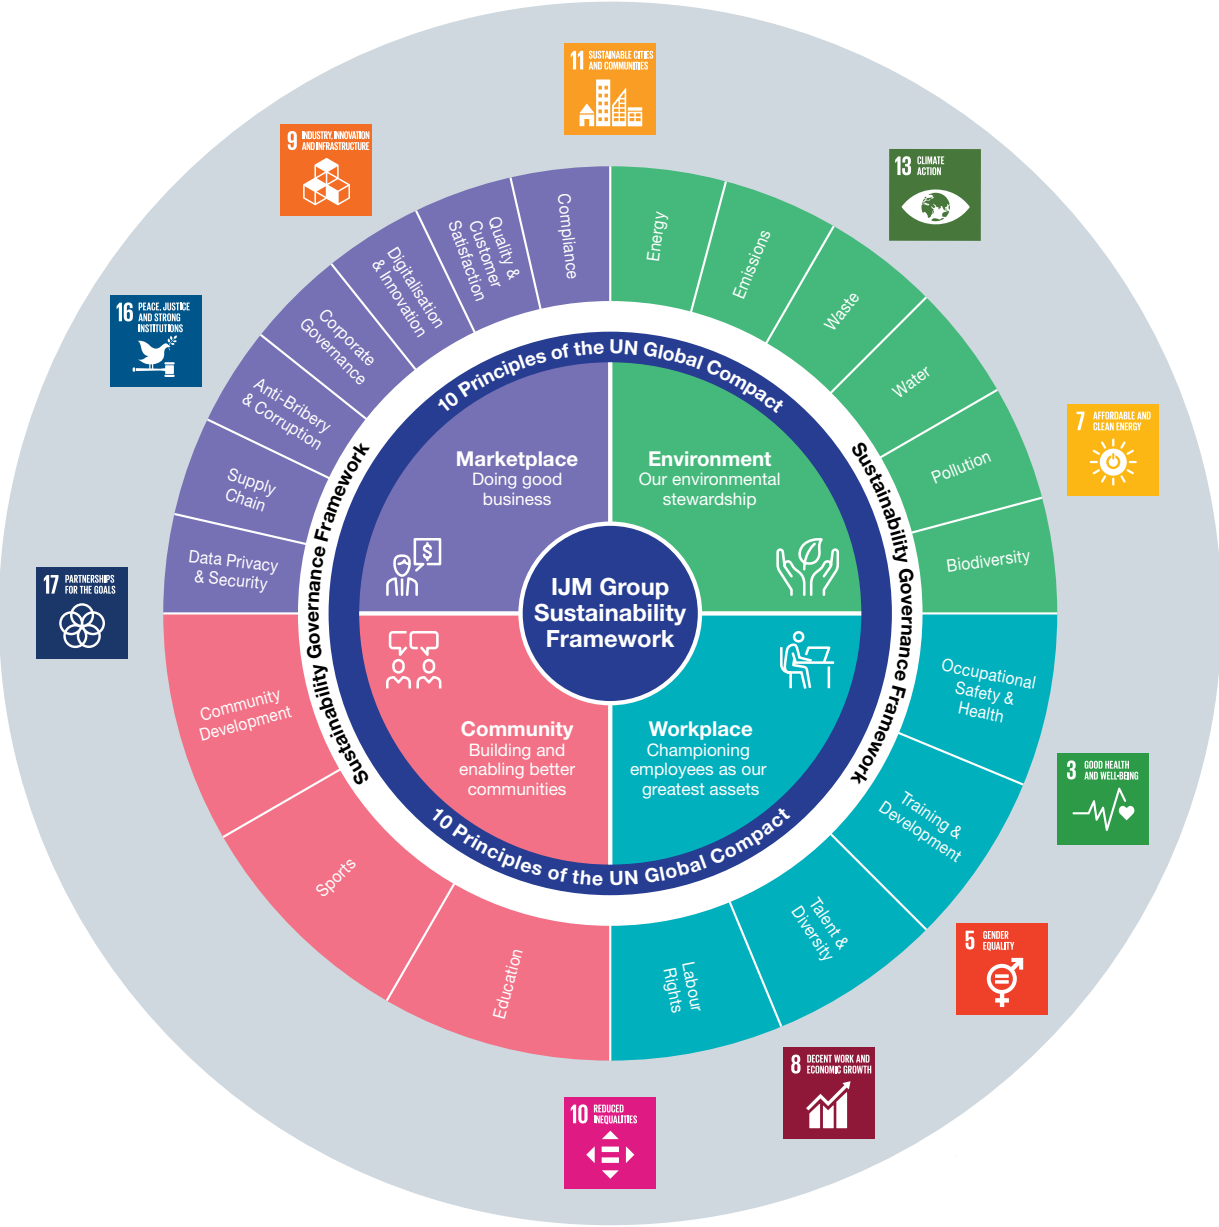 11 SUSTAINABLE CITIES
AND COMMUNITIES
9 INDUSTRY, INNOVATION
AND INFRASTRUCTURE
13 CLIMATE
ACTION
16 PEACE, JUSTICE
AND STRONG
INSTITUTIONS
7 AFFORDABLE AND
CLEAN ENERGY
17 PARTNERSHIPS
FOR THE GOALS
3 GOOD HEALTH
AND WELL-BEING
5 GENDER
EQUALITY
8 DECENT WORK AND
ECONOMIC GROWTH
10 REDUCED
INEQUALITIES
Compliance
Quality &
Customer
Satisfaction
Digitalisation
& Innovation
Corporate
Governance
Anti-Bribery
& Corruption
Supply
Chain
Data Privacy
& Security
Energy
Emissions
Waste
Water
Pollution
Biodiversity
Occupational
Safety &
Health
Training &
Development
Talent &
Diversity
Labour
Rights
Education
Sports
Community
Development
Sustainability Governance Framework
Sustainability Governance Framework
10 Principles of the UN Global Compact
10 Principles of the UN Global Compact
Marketplace
Doing good
business
$
Environment
Our environmental
stewardship
IJM Group
Sustainability
Framework
Community
Building and
enabling better
communities
Workplace
Championing
employees as our
greatest assets